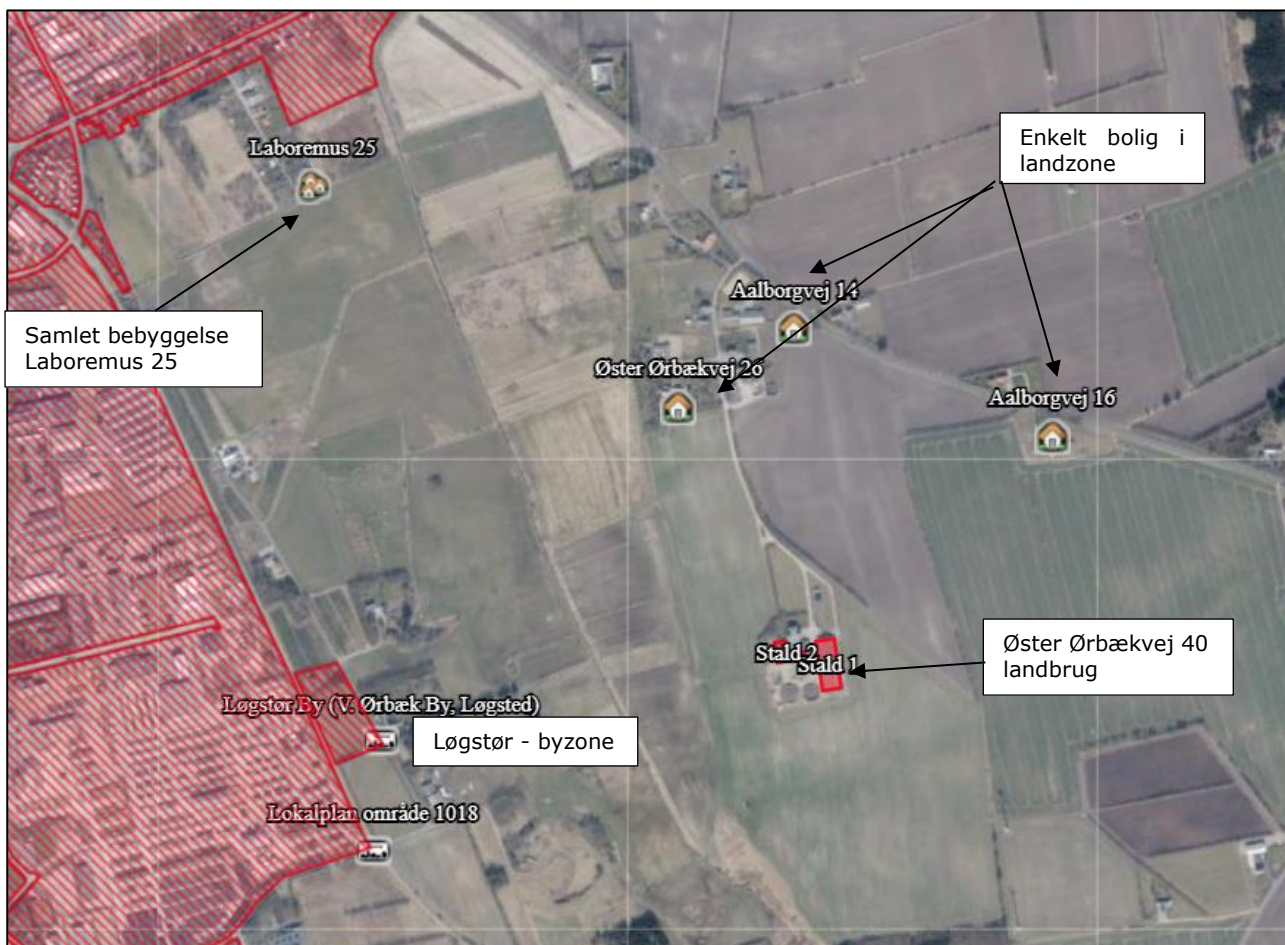 Laboremus 25
Enkelt bolig i
landzone
Aalborgvej 14
Samlet bebyggelse
Laboremus 25
Øster Ørbækvej 26
Aalborgvej 16
Stald 2
Stald 1
Øster Ørbækvej 40
landbrug
Løgstør By (V. Ørbæk By, Løgsted)
Løgstør - byzone
Lokalplan område 1018